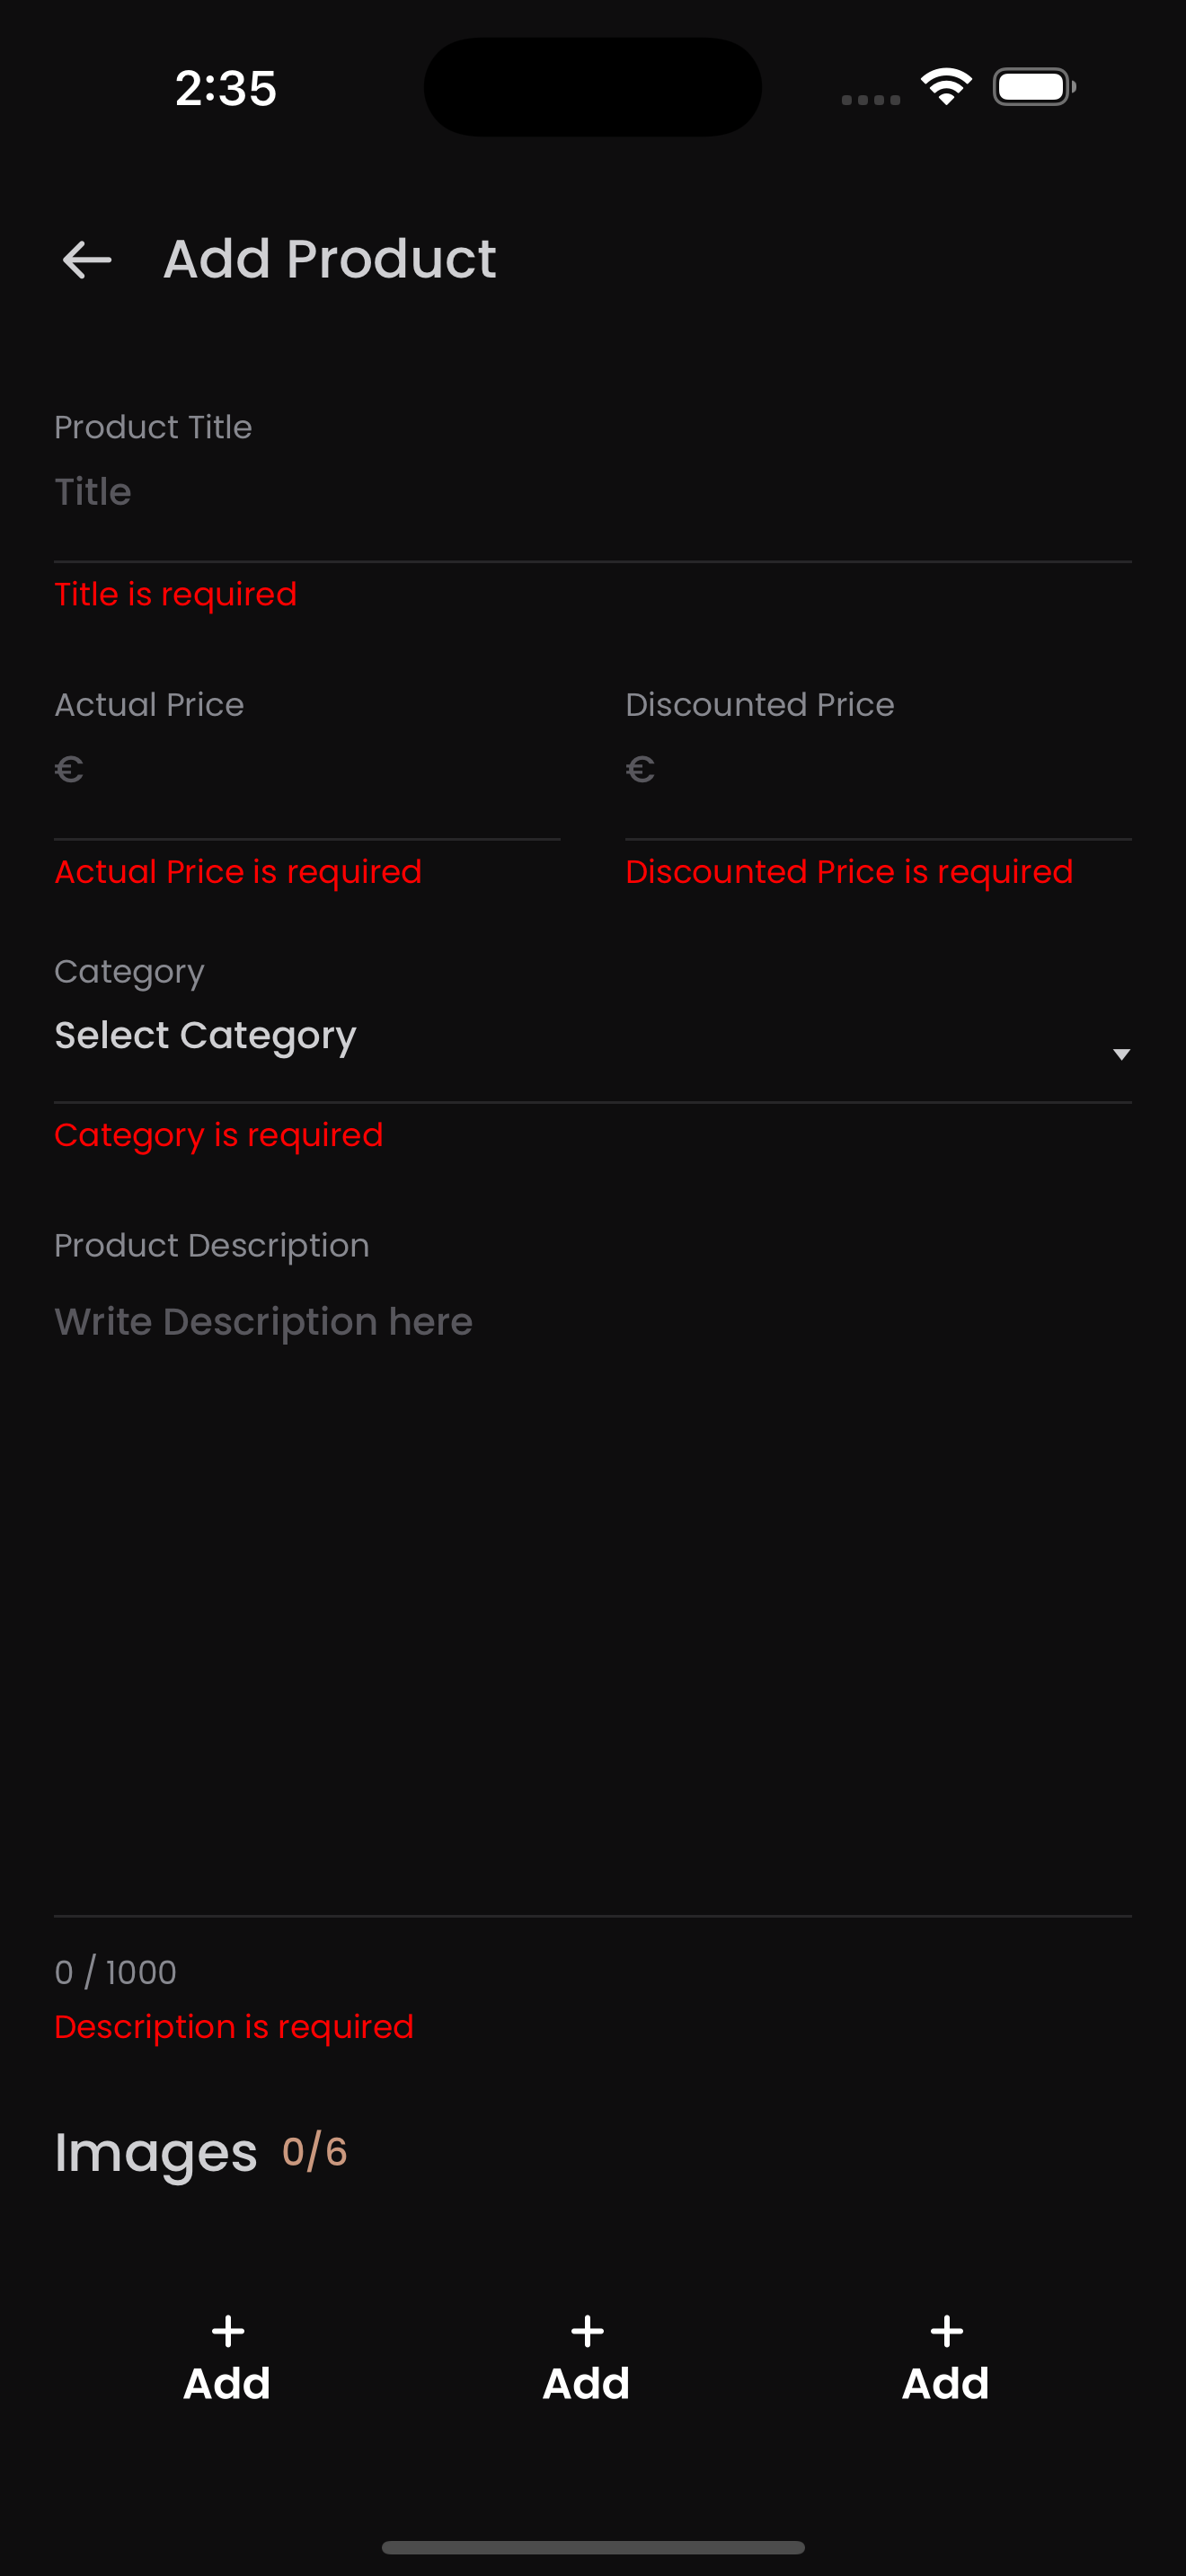 2:35
Add Product
Product Title
Title
Title is required
Actual Price
Discounted Price
€
€
Actual Price is required
Discounted Price is required
Category
Select Category
Category is required
Product Description
Write Description here
0 / 1000
Description is required
Images 0/6
+ + +
Add Add Add